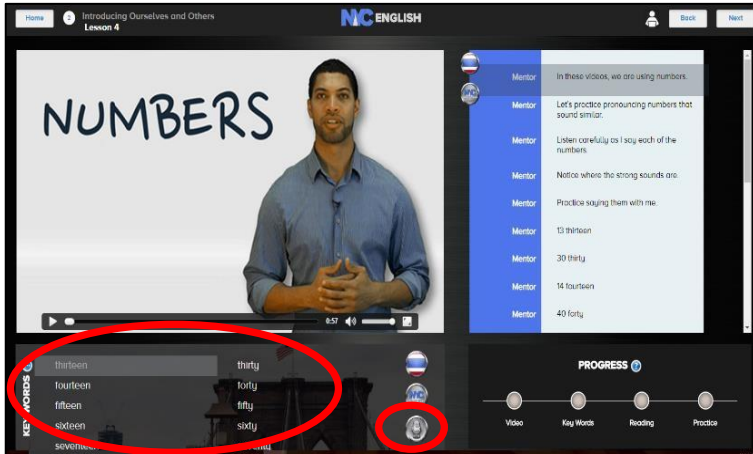 Home
2
Introducing Ourselves and Others
Lesson 4
NYC ENGLISH
Back
Next
NUMBERS
0:57
Mentor In these videos, we are using numbers.
Mentor Let's practice pronouncing numbers that
sound similar.
Mentor Listen carefully as I say each of the
numbers.
Mentor Notice where the strong sounds are.
Mentor Practice saying them with me.
Mentor 13 thirteen
Mentor 30 thirty
Mentor 14 fourteen
Mentor 40 forty
KEY WORDS ?
thirteen thirty
fourteen forty
fifteen fifty
sixteen sixty
seventeen
PROGRESS ?
Video Key Words Reading Practice